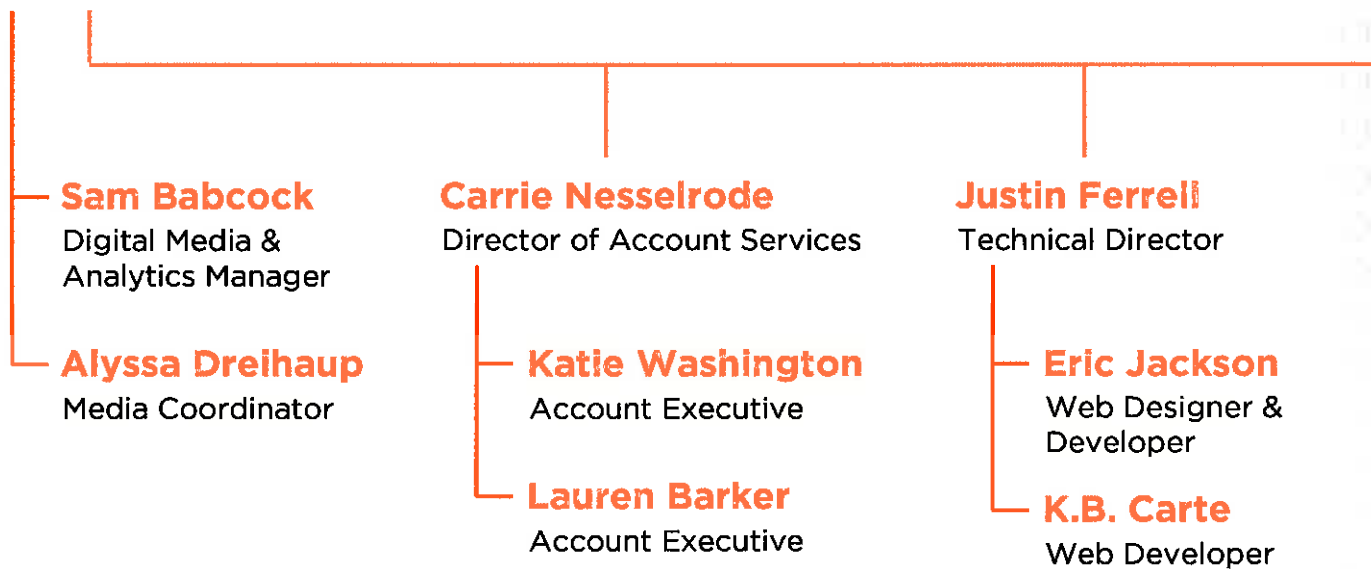 Sam Babcock
Digital Media &
Analytics Manager
Alyssa Dreihaup
Media Coordinator
Carrie Nesselrode
Director of Account Services
Katie Washington
Account Executive
Lauren Barker
Account Executive
Justin Ferrell
Technical Director
Eric Jackson
Web Designer &
Developer
K.B. Carte
Web Developer